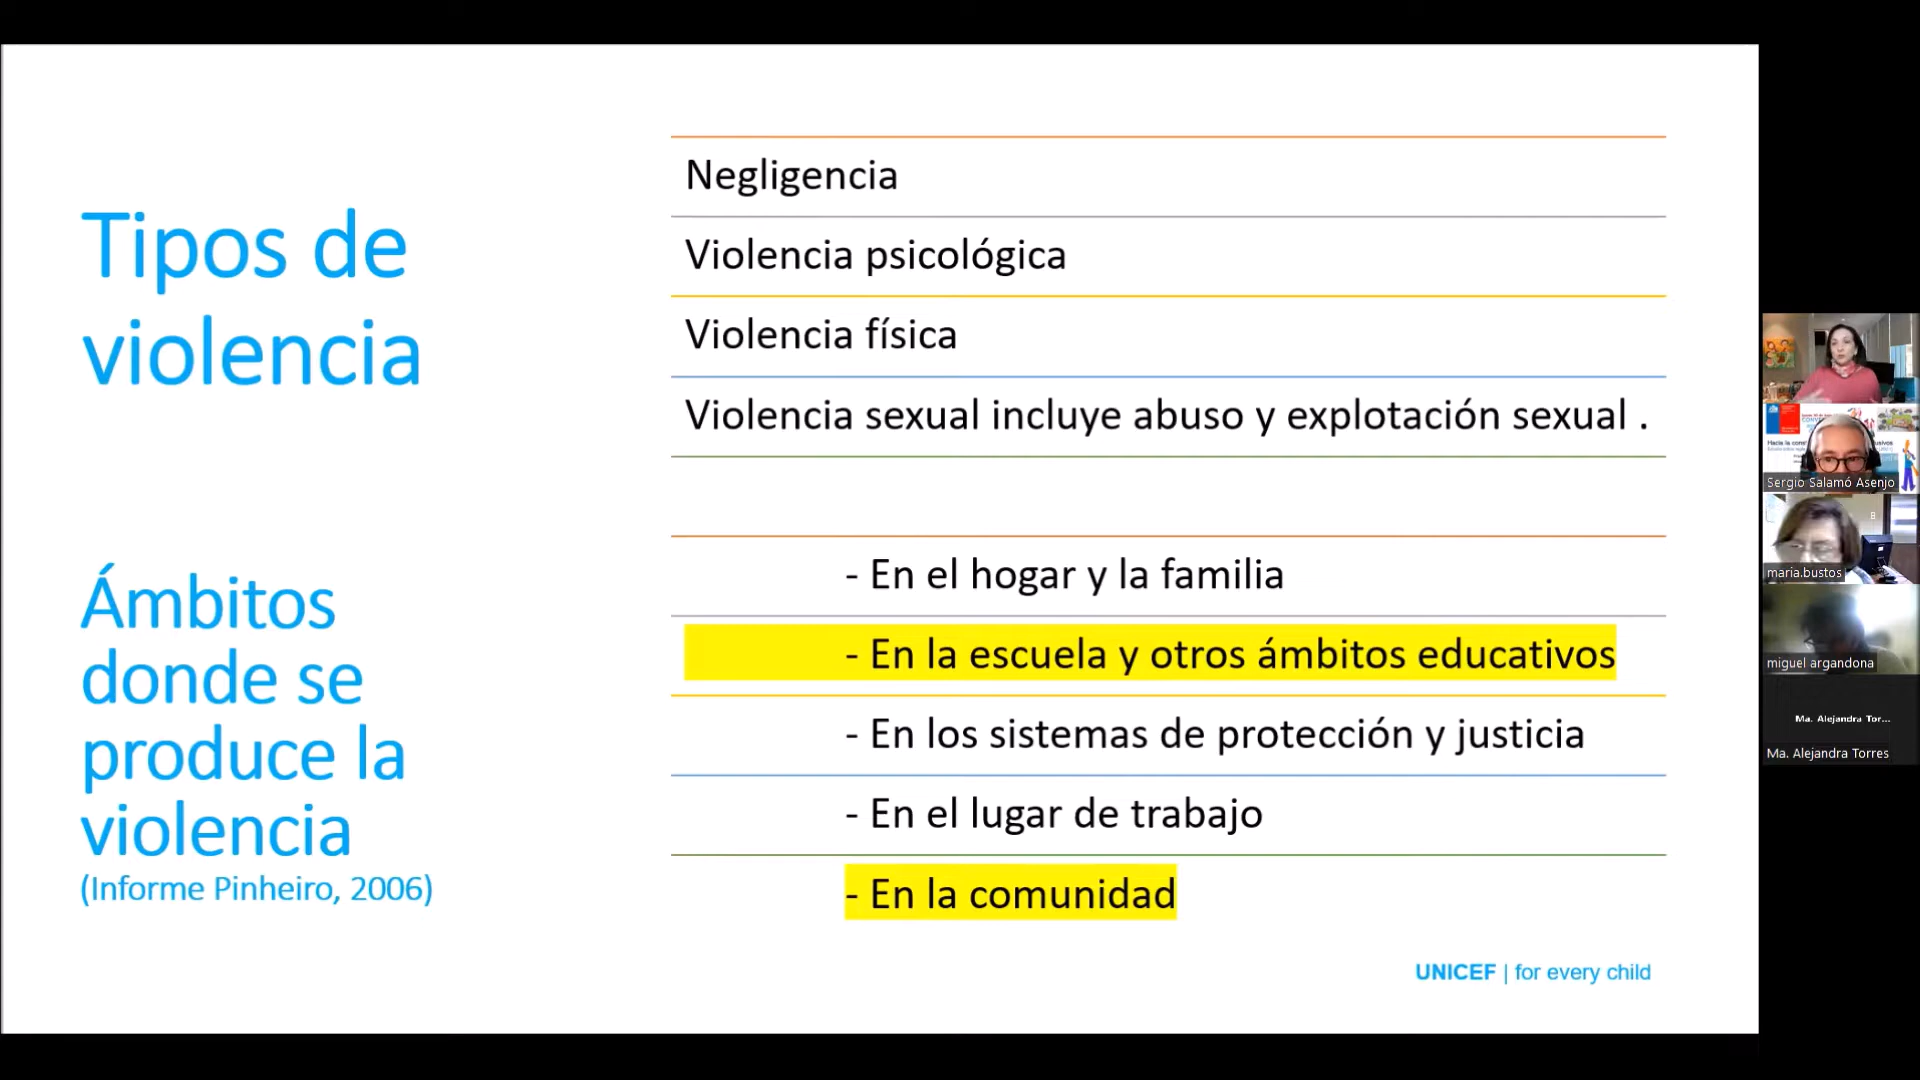 Tipos de
violencia
Negligencia
Violencia psicológica
Violencia física
Violencia sexual incluye abuso y explotación sexual .
Ámbitos
donde se
produce la
violencia
(Informe Pinheiro, 2006)
- En el hogar y la familia
- En la escuela y otros ámbitos educativos
- En los sistemas de protección y justicia
- En el lugar de trabajo
- En la comunidad
UNICEF | for every child
Sergio Salamó Asenjo
maria.bustos
miguel argandona
Ma. Alejandra Tor...
Ma. Alejandra Torres